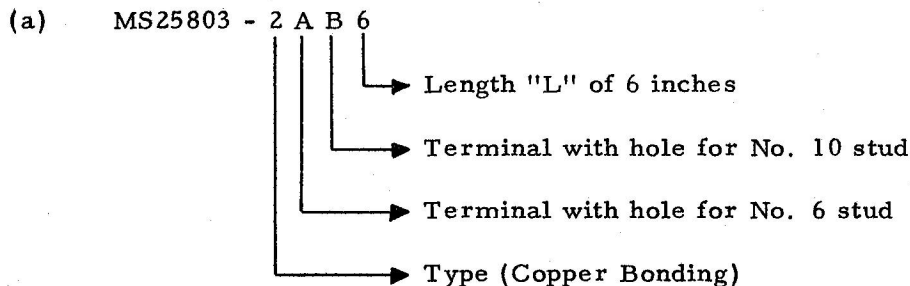 (a) MS25803 - 2 A B 6
Length "L" of 6 inches
Terminal with hole for No. 10 stud
Terminal with hole for No. 6 stud
Type (Copper Bonding)